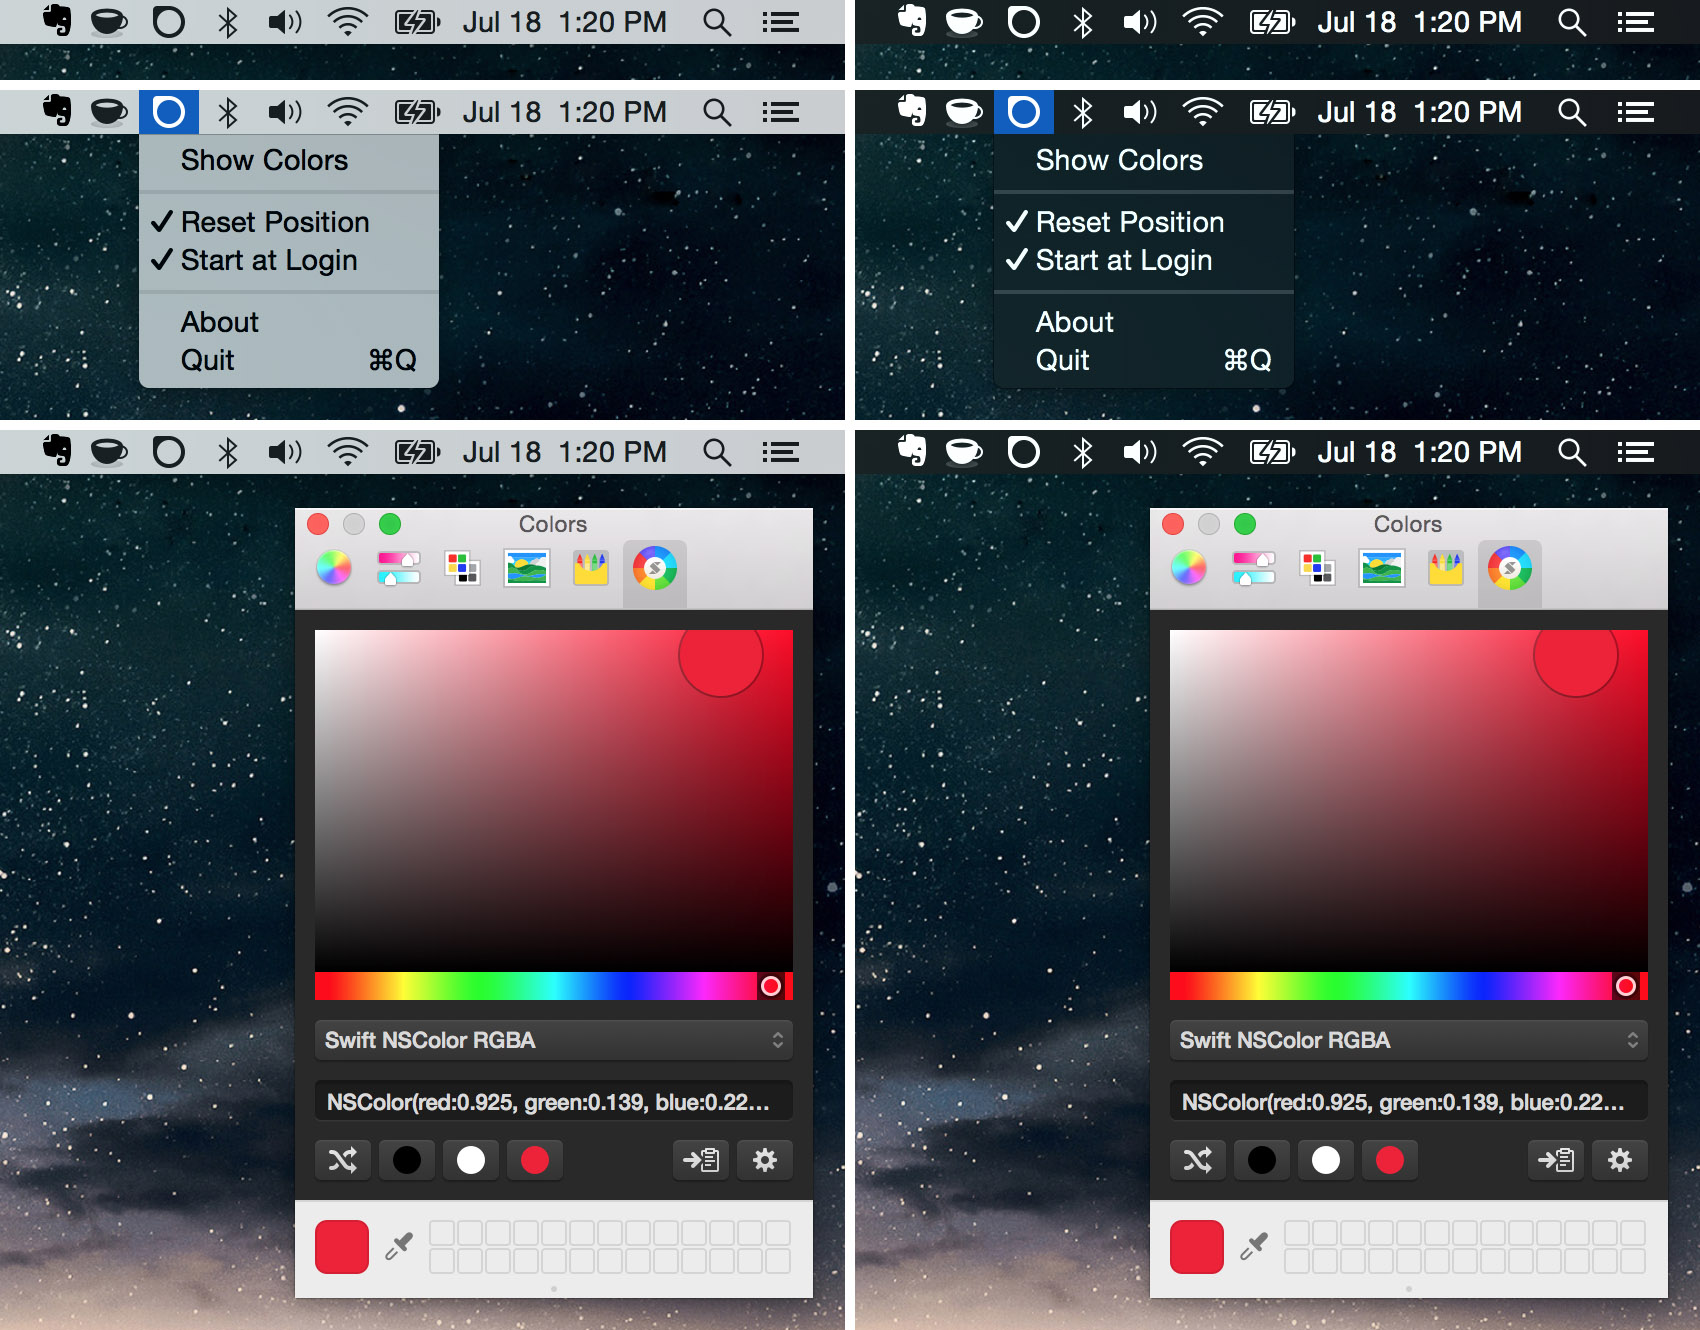 Jul 18 1:20 PM
Jul 18 1:20 PM
Jul 18 1:20 PM
Show Colors
✓ Reset Position
✓ Start at Login
About
Quit ⌘Q
Jul 18 1:20 PM
Show Colors
✓ Reset Position
✓ Start at Login
About
Quit ⌘Q
Jul 18 1:20 PM
Colors
Swift NSColor RGBA
NSColor(red:0.925, green:0.139, blue:0.22...
Jul 18 1:20 PM
Colors
Swift NSColor RGBA
NSColor(red:0.925, green:0.139, blue:0.22...